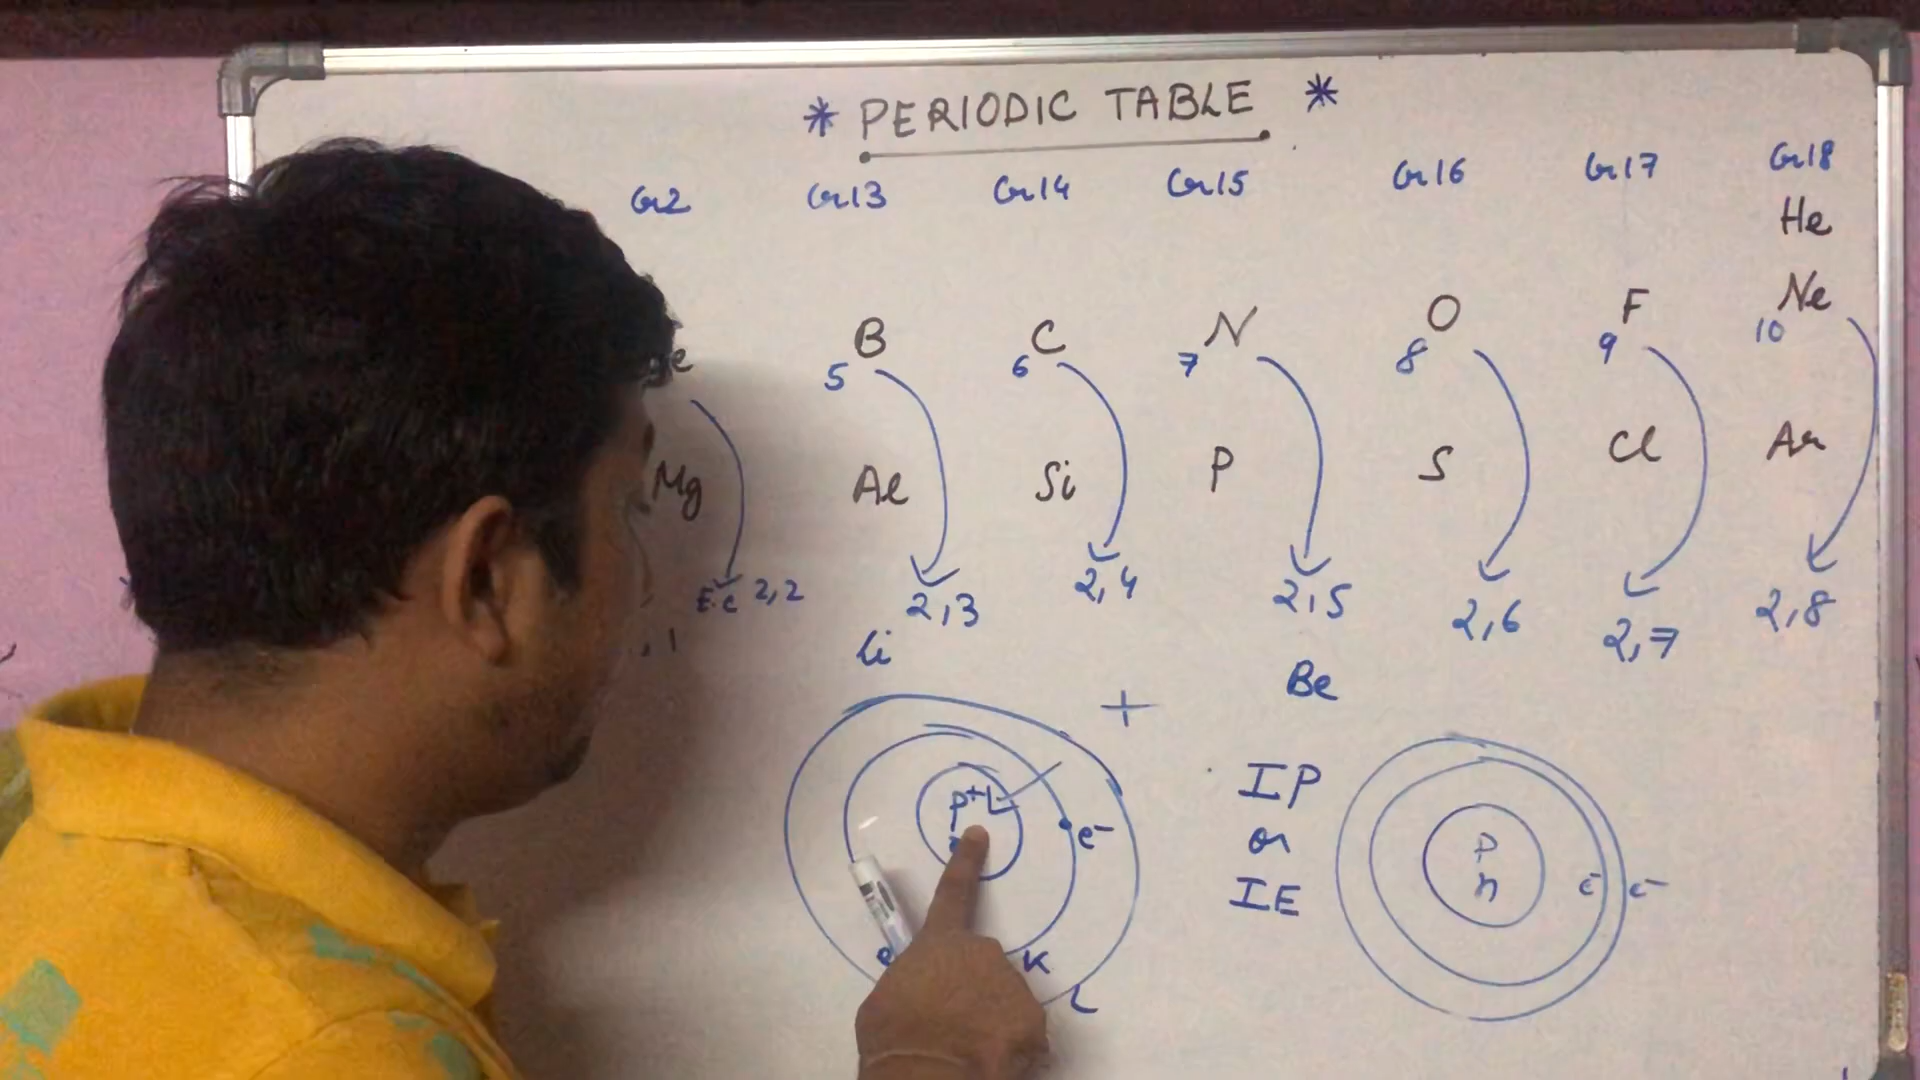 * PERIODIC TABLE *
Gr2 Gr13 Gr14 Gr15 Gr16 Gr17 Gr18
He
B C N O F Ne
5 6 7 8 9 10
Mg Al Si P S Cl Ar
E.C 2,2 2,3 2,4 2,5 2,6 2,7 2,8
, 1
Li + Be
P+ e- K L
IP
or
IE
P
n
e- e-